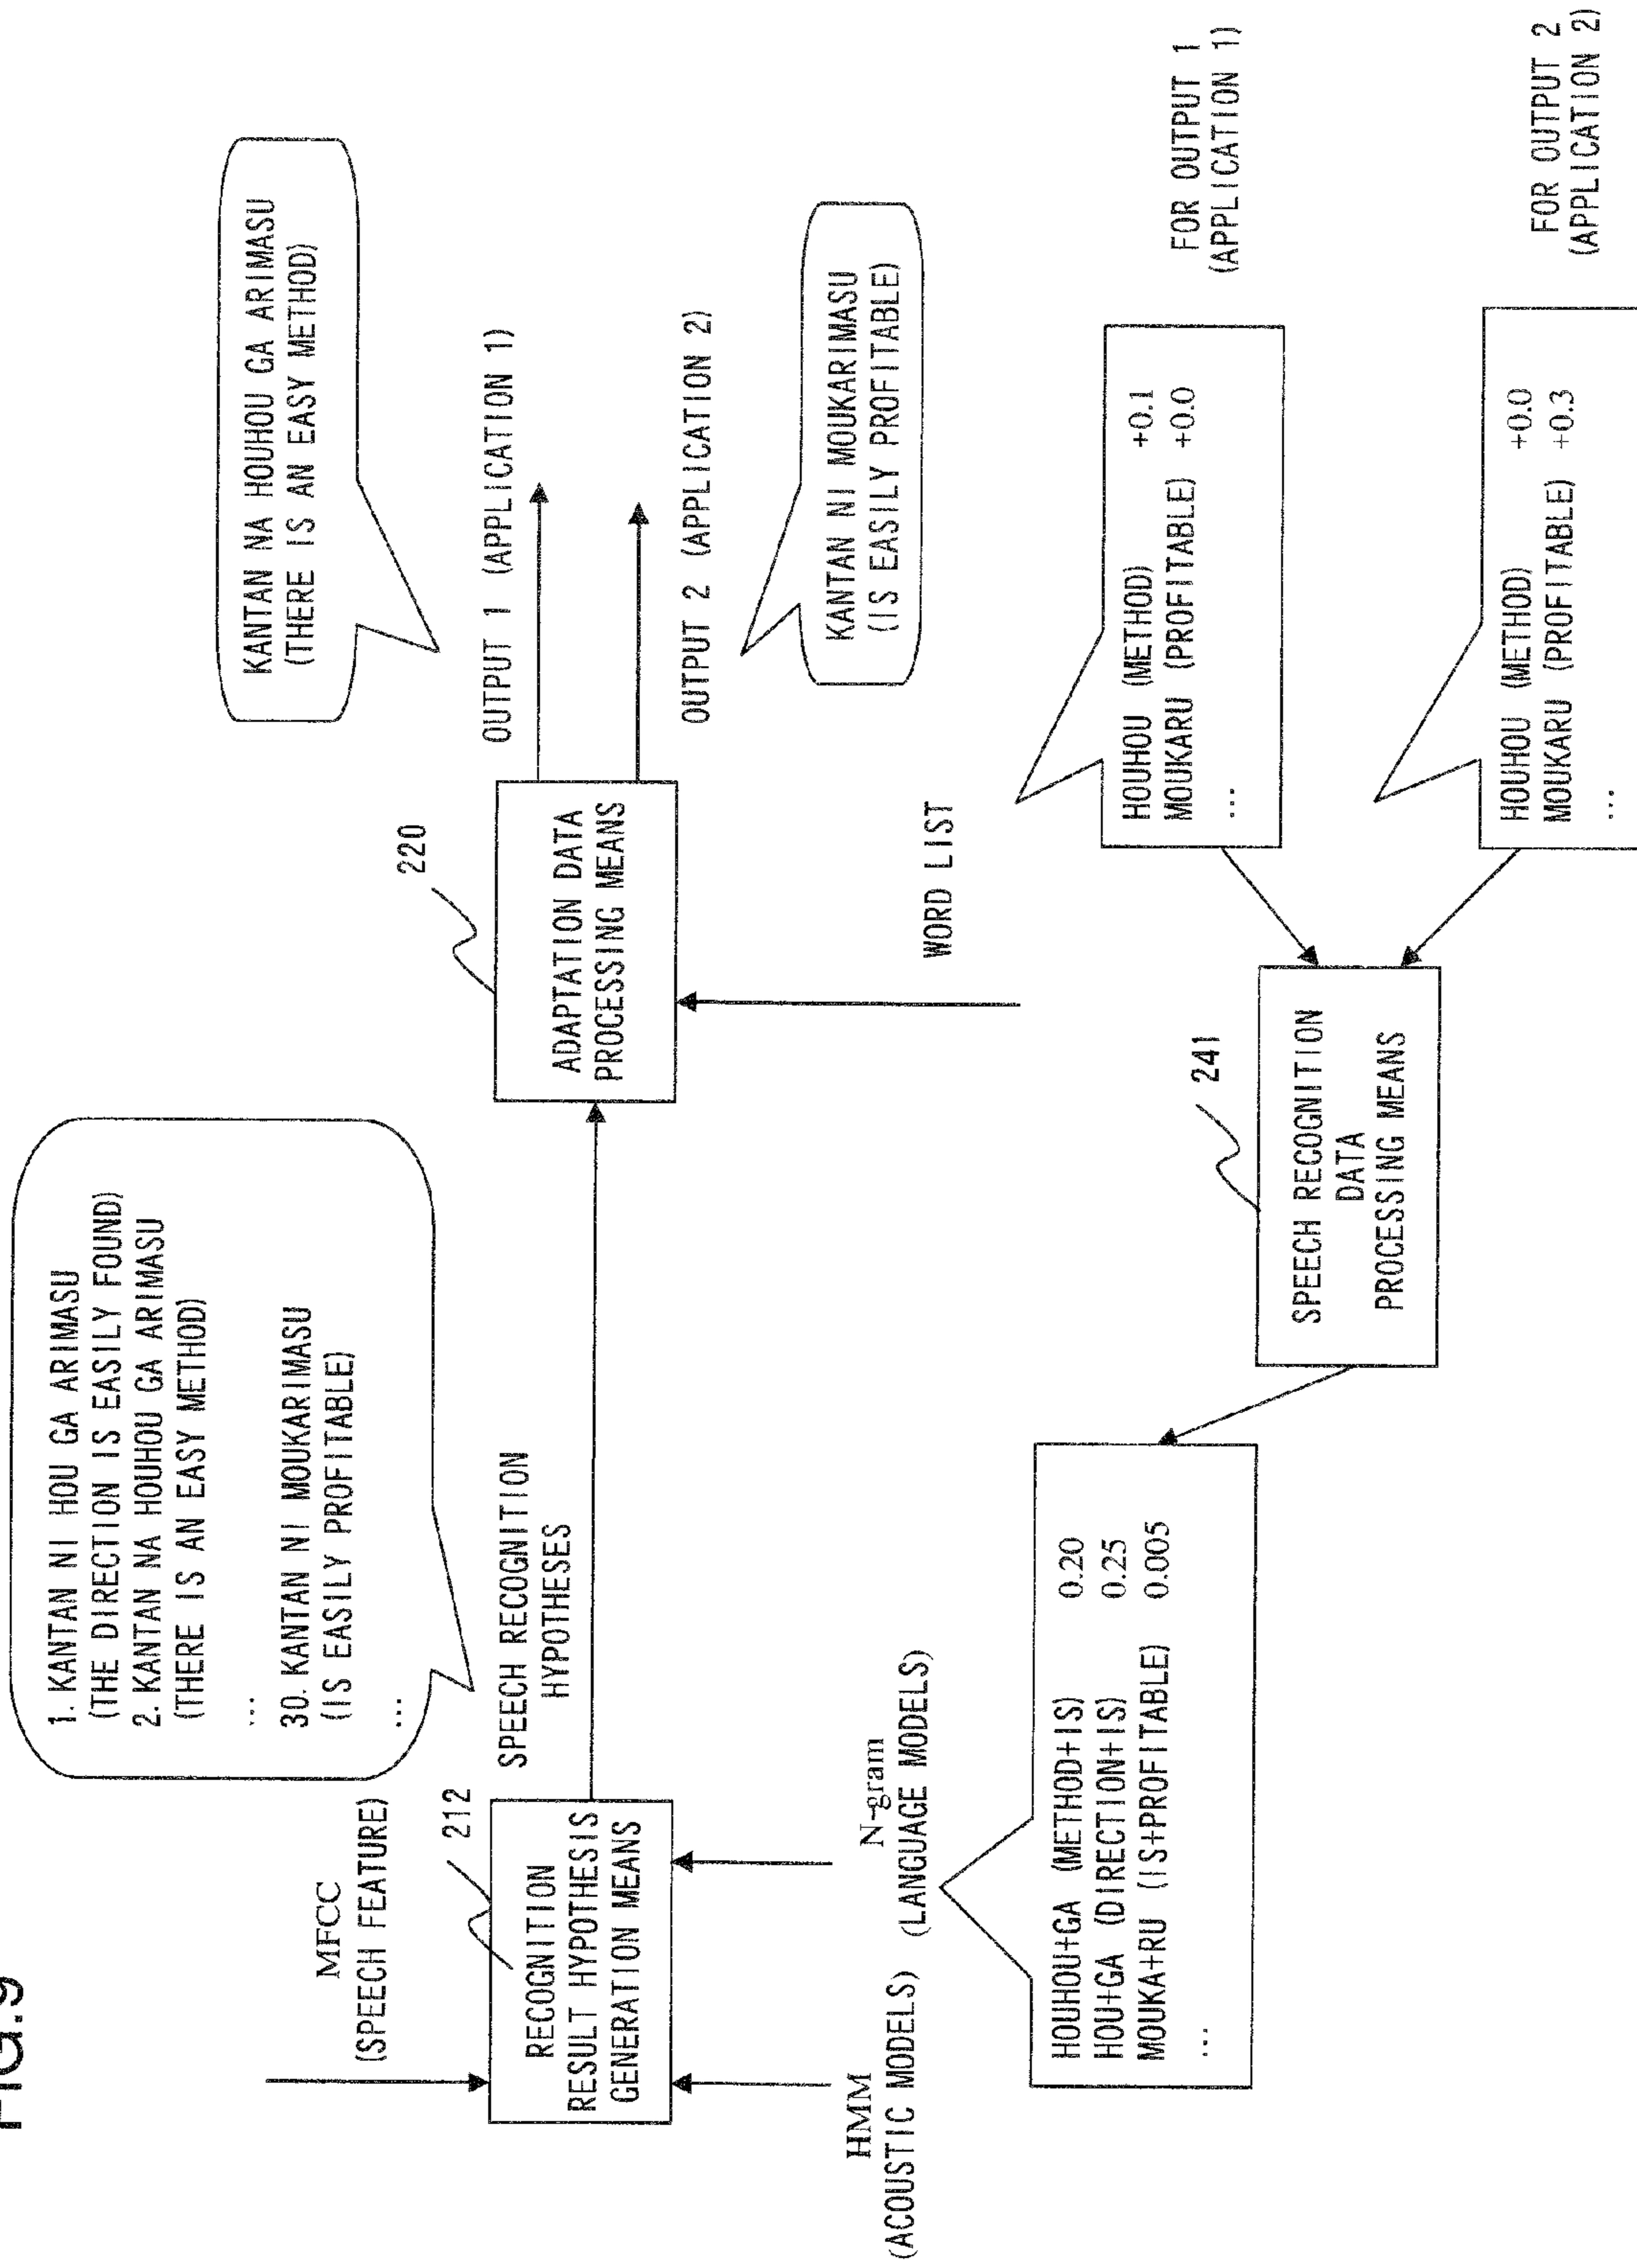 FIG.9
MFCC
(SPEECH FEATURE)
212
RECOGNITION
RESULT HYPOTHESIS
GENERATION MEANS
HMM
(ACOUSTIC MODELS)
N-gram
(LANGUAGE MODELS)
1. KANTAN NI HOU GA ARIMASU
(THE DIRECTION IS EASILY FOUND)
2. KANTAN NA HOUHOU GA ARIMASU
(THERE IS AN EASY METHOD)
...
30. KANTAN NI MOUKARIMASU
(IS EASILY PROFITABLE)
...
SPEECH RECOGNITION
HYPOTHESES
220
ADAPTATION DATA
PROCESSING MEANS
WORD LIST
KANTAN NA HOUHOU GA ARIMASU
(THERE IS AN EASY METHOD)
OUTPUT 1 (APPLICATION 1)
OUTPUT 2 (APPLICATION 2)
KANTAN NI MOUKARIMASU
(IS EASILY PROFITABLE)
HOUHOU+GA (METHOD+IS) 0.20
HOU+GA (DIRECTION+IS) 0.25
MOUKA+RU (IS+PROFITABLE) 0.005
...
241
SPEECH RECOGNITION
DATA
PROCESSING MEANS
HOUHOU (METHOD) +0.1
MOUKARU (PROFITABLE) +0.0
...
FOR OUTPUT 1
(APPLICATION 1)
HOUHOU (METHOD) +0.0
MOUKARU (PROFITABLE) +0.3
...
FOR OUTPUT 2
(APPLICATION 2)